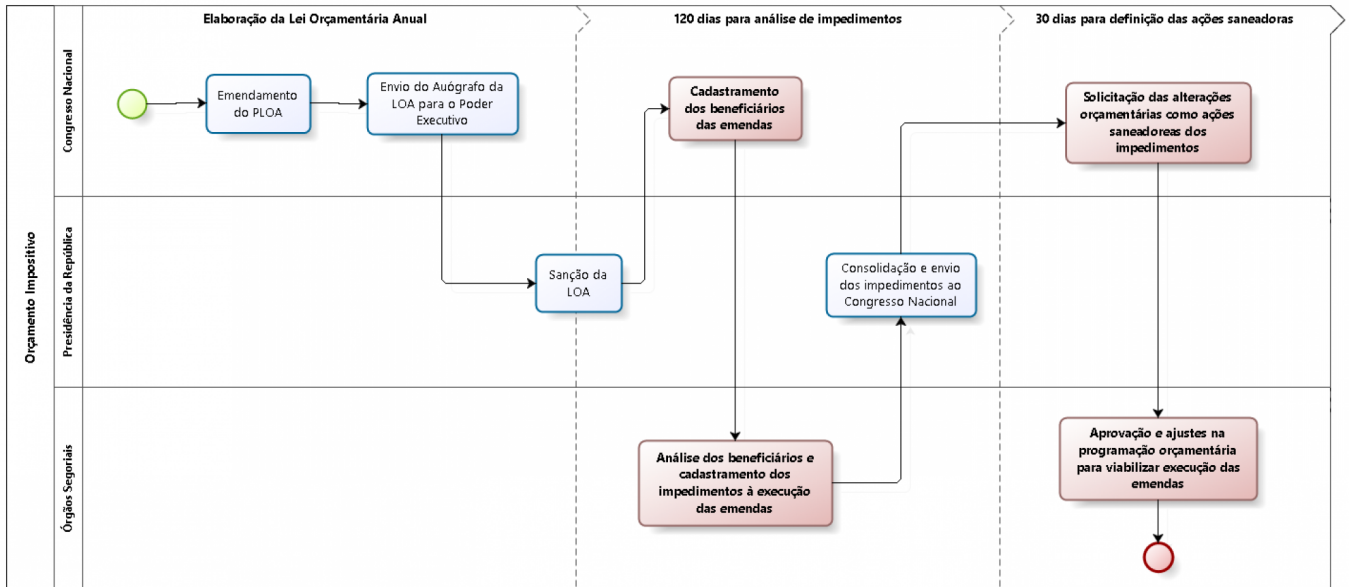 Elaboração da Lei Orçamentária Anual
120 dias para análise de impedimentos
30 dias para definição das ações saneadoras
Orçamento Impositivo
Congresso Nacional
Emendamento
do PLOA
Envio do Auógrafo da
LOA para o Poder
Executivo
Cadastramento
dos beneficiários
das emendas
Solicitação das alterações
orçamentárias como ações
saneadoreas dos
impedimentos
Presidência da República
Sanção da
LOA
Consolidação e envio
dos impedimentos ao
Congresso Nacional
Órgãos Segoriais
Análise dos beneficiários e
cadastramento dos
impedimentos à execução
das emendas
Aprovação e ajustes na
programação orçamentária
para viabilizar execução das
emendas